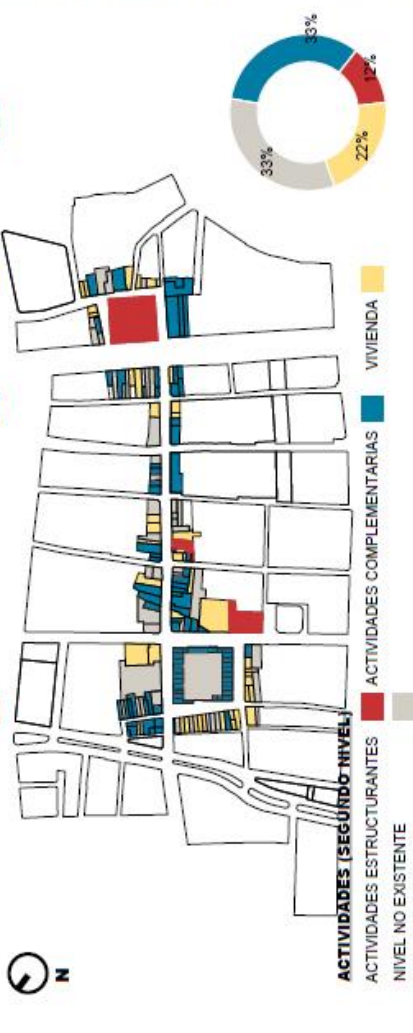 N
33%
33%
12%
22%
ACTIVIDADES (SEGUNDO NIVEL)
ACTIVIDADES ESTRUCTURANTES
ACTIVIDADES COMPLEMENTARIAS
VIVIENDA
NIVEL NO EXISTENTE